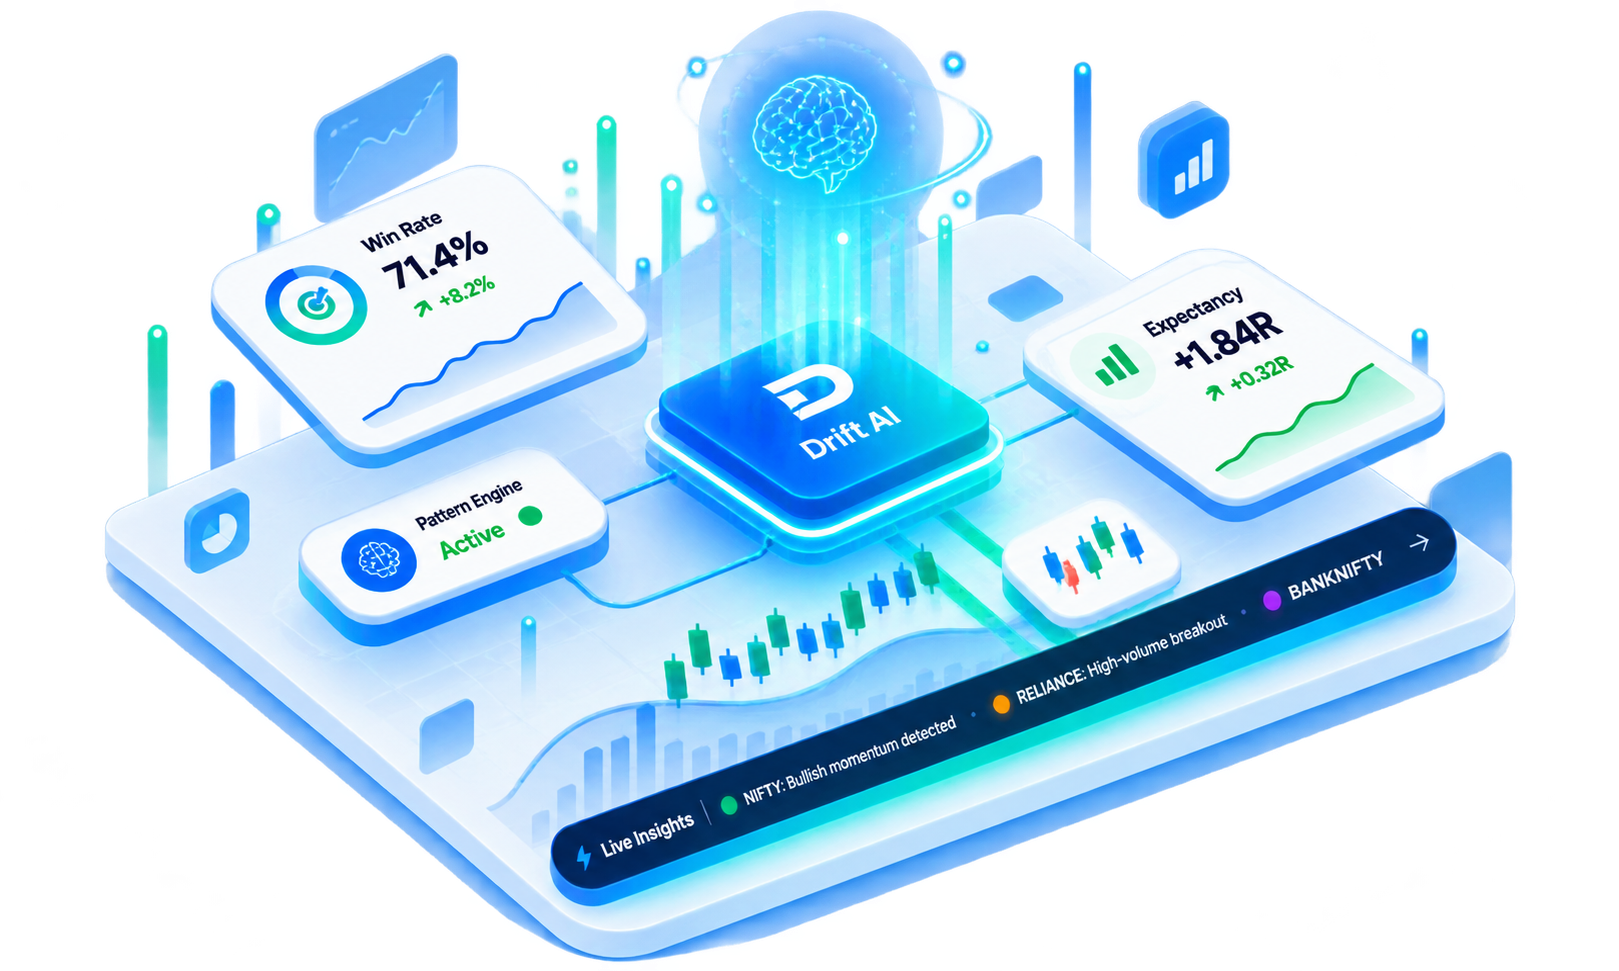 Win Rate
71.4%
+8.2%
Expectancy
+1.84R
+0.32R
Drift AI
Pattern Engine
Active
Live Insights
NIFTY: Bullish momentum detected
RELIANCE: High-volume breakout
BANKNIFTY